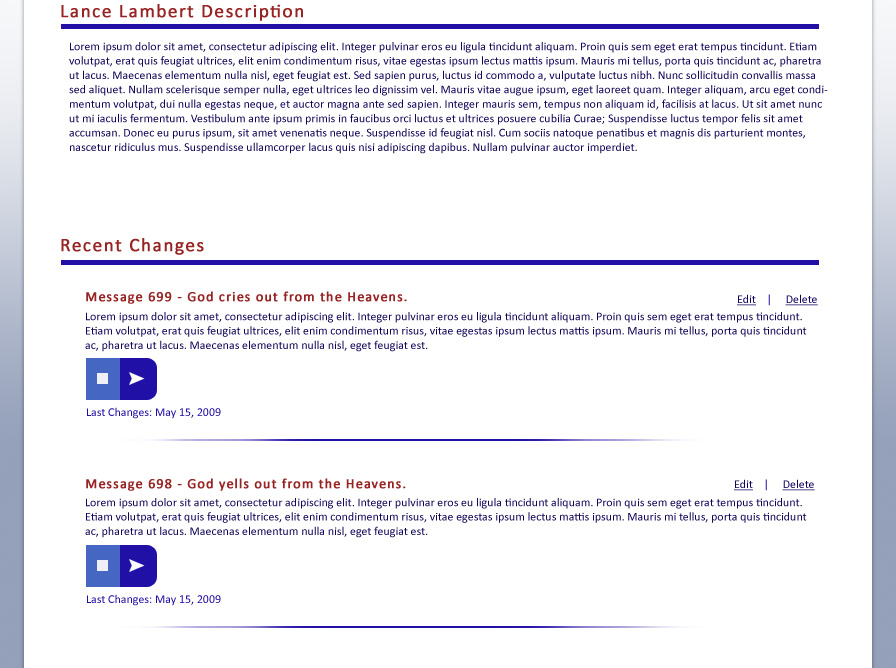 Lance Lambert Description
Lorem ipsum dolor sit amet, consectetur adipiscing elit. Integer pulvinar eros eu ligula tincidunt aliquam. Proin quis sem eget erat tempus tincidunt. Etiam
volutpat, erat quis feugiat ultrices, elit enim condimentum risus, vitae egestas ipsum lectus mattis ipsum. Mauris mi tellus, porta quis tincidunt ac, pharetra
ut lacus. Maecenas elementum nulla nisl, eget feugiat est. Sed sapien purus, luctus id commodo a, vulputate luctus nibh. Nunc sollicitudin convallis massa
sed aliquet. Nullam scelerisque semper nulla, eget ultrices leo dignissim vel. Mauris vitae augue ipsum, eget laoreet quam. Integer aliquam, arcu eget condi-
mentum volutpat, dui nulla egestas neque, et auctor magna ante sed sapien. Integer mauris sem, tempus non aliquam id, facilisis at lacus. Ut sit amet nunc
ut mi iaculis fermentum. Vestibulum ante ipsum primis in faucibus orci luctus et ultrices posuere cubilia Curae; Suspendisse luctus tempor felis sit amet
accumsan. Donec eu purus ipsum, sit amet venenatis neque. Suspendisse id feugiat nisl. Cum sociis natoque penatibus et magnis dis parturient montes,
nascetur ridiculus mus. Suspendisse ullamcorper lacus quis nisi adipiscing dapibus. Nullam pulvinar auctor imperdiet.
Recent Changes
Message 699 - God cries out from the Heavens.
Edit | Delete
Lorem ipsum dolor sit amet, consectetur adipiscing elit. Integer pulvinar eros eu ligula tincidunt aliquam. Proin quis sem eget erat tempus tincidunt.
Etiam volutpat, erat quis feugiat ultrices, elit enim condimentum risus, vitae egestas ipsum lectus mattis ipsum. Mauris mi tellus, porta quis tincidunt
ac, pharetra ut lacus. Maecenas elementum nulla nisl, eget feugiat est.
Last Changes: May 15, 2009
Message 698 - God yells out from the Heavens.
Edit | Delete
Lorem ipsum dolor sit amet, consectetur adipiscing elit. Integer pulvinar eros eu ligula tincidunt aliquam. Proin quis sem eget erat tempus tincidunt.
Etiam volutpat, erat quis feugiat ultrices, elit enim condimentum risus, vitae egestas ipsum lectus mattis ipsum. Mauris mi tellus, porta quis tincidunt
ac, pharetra ut lacus. Maecenas elementum nulla nisl, eget feugiat est.
Last Changes: May 15, 2009